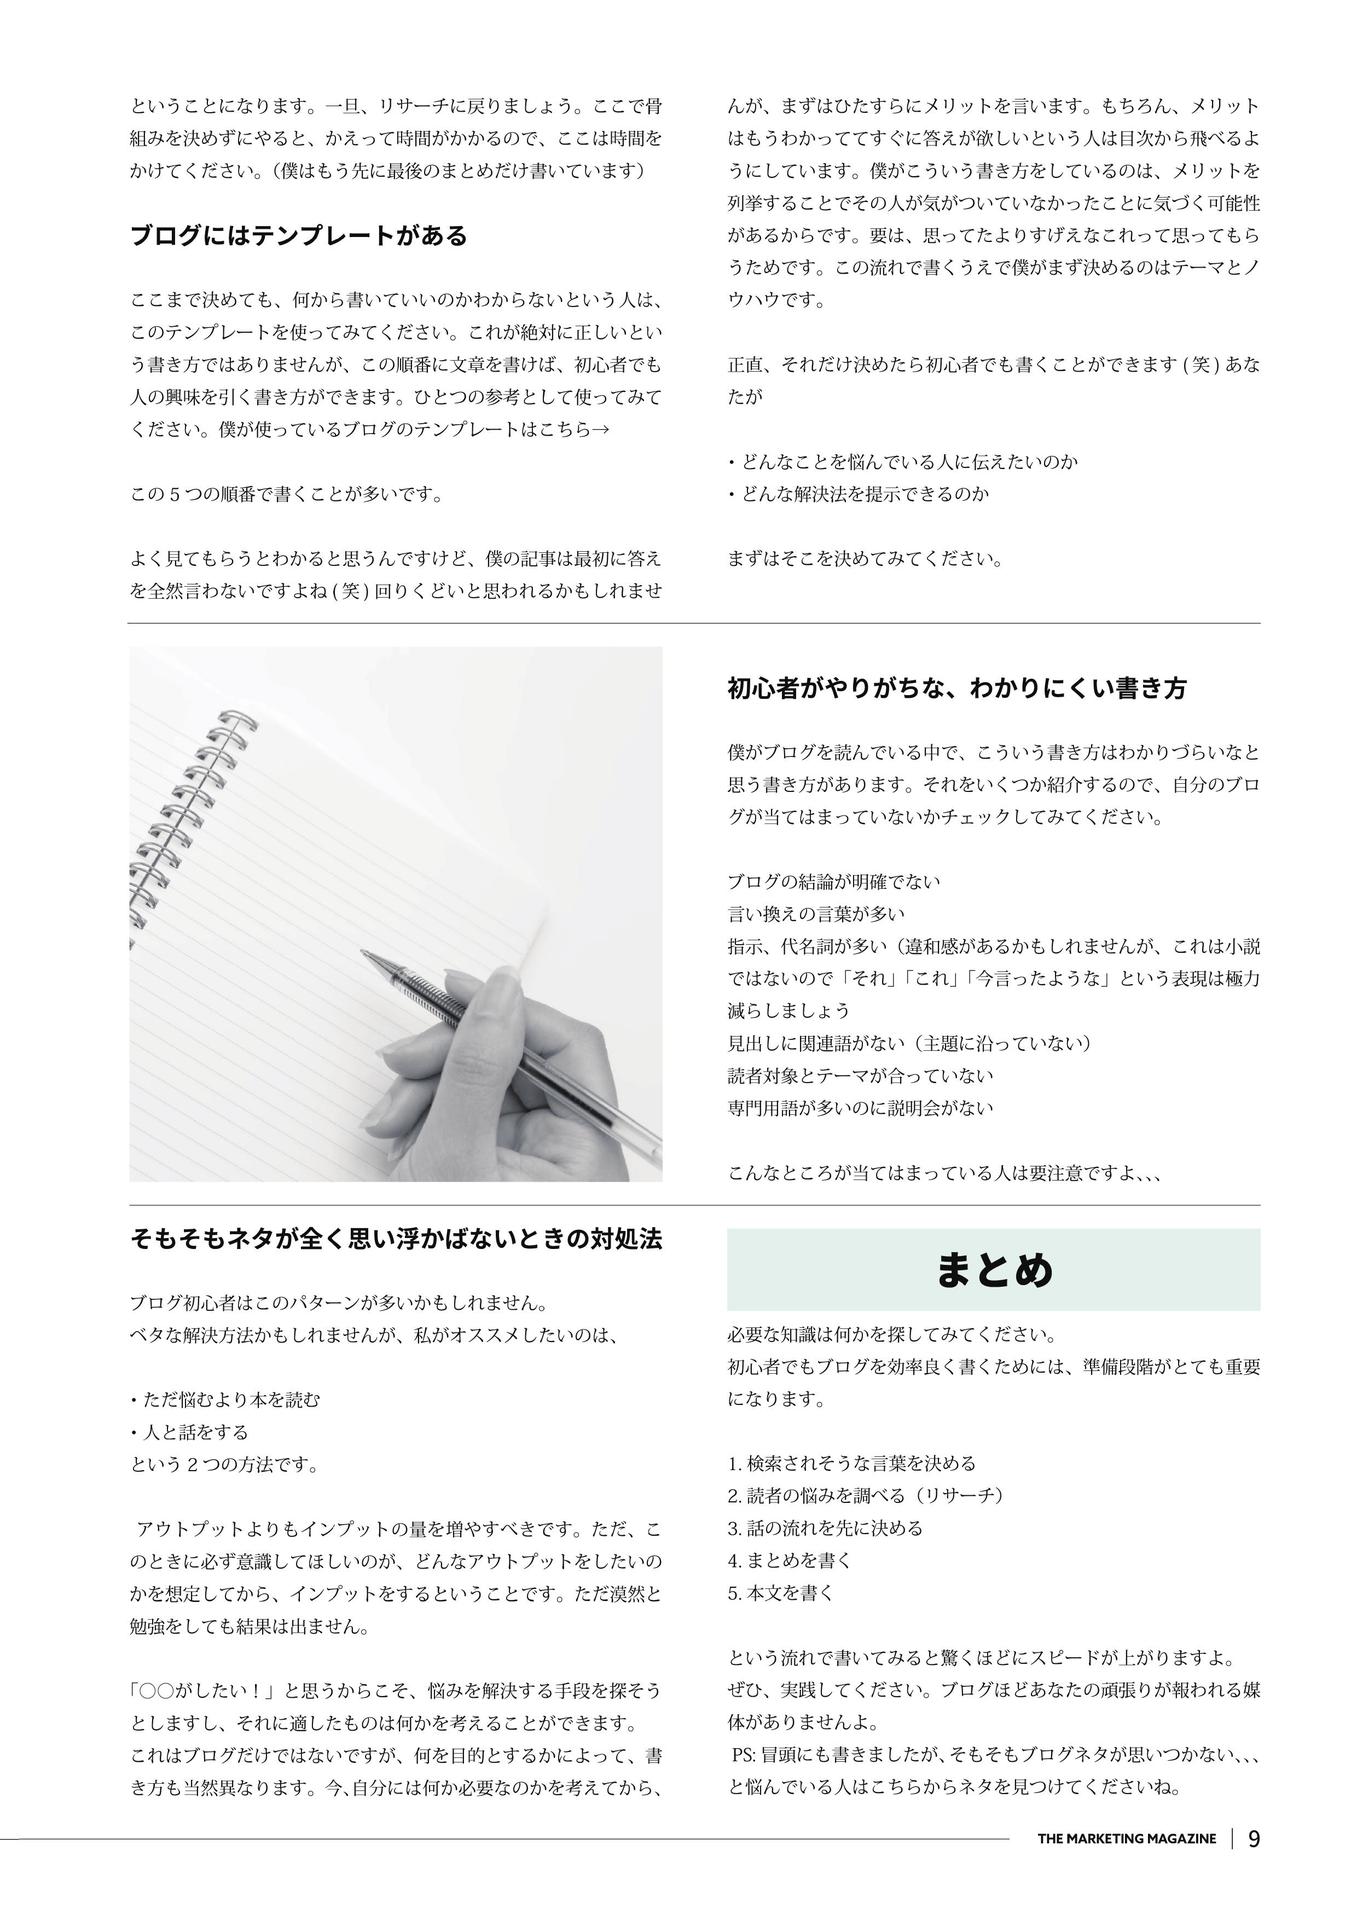 ということになります。一旦、リサーチに戻りましょう。ここで骨
組みを決めずにやると、かえって時間がかかるので、ここは時間を
かけてください。（僕はもう先に最後のまとめだけ書いています）
ブログにはテンプレートがある
ここまで決めても、何から書いていいのかわからないという人は、
このテンプレートを使ってみてください。これが絶対に正しいとい
う書き方ではありませんが、この順番に文章を書けば、初心者でも
人の興味を引く書き方ができます。ひとつの参考として使ってみて
ください。僕が使っているブログのテンプレートはこちら→
この 5 つの順番で書くことが多いです。
よく見てもらうとわかると思うんですけど、僕の記事は最初に答え
を全然言わないですよね ( 笑 ) 回りくどいと思われるかもしれませ
んが、まずはひたすらにメリットを言います。もちろん、メリット
はもうわかっててすぐに答えが欲しいという人は目次から飛べるよ
うにしています。僕がこういう書き方をしているのは、メリットを
列挙することでその人が気がついていなかったことに気づく可能性
があるからです。要は、思ってたよりすげえなこれって思ってもら
うためです。この流れで書くうえで僕がまず決めるのはテーマとノ
ウハウです。
正直、それだけ決めたら初心者でも書くことができます ( 笑 ) あな
たが
・どんなことを悩んでいる人に伝えたいのか
・どんな解決法を提示できるのか
まずはそこを決めてみてください。
初心者がやりがちな、わかりにくい書き方
僕がブログを読んでいる中で、こういう書き方はわかりづらいなと
思う書き方があります。それをいくつか紹介するので、自分のブロ
グが当てはまっていないかチェックしてみてください。
ブログの結論が明確でない
言い換えの言葉が多い
指示、代名詞が多い（違和感があるかもしれませんが、これは小説
ではないので「それ」「これ」「今言ったような」という表現は極力
減らしましょう
見出しに関連語がない（主題に沿っていない）
読者対象とテーマが合っていない
専門用語が多いのに説明会がない
こんなところが当てはまっている人は要注意ですよ、、、
そもそもネタが全く思い浮かばないときの対処法
ブログ初心者はこのパターンが多いかもしれません。
ベタな解決方法かもしれませんが、私がオススメしたいのは、
・ただ悩むより本を読む
・人と話をする
という 2 つの方法です。
アウトプットよりもインプットの量を増やすべきです。ただ、こ
のときに必ず意識してほしいのが、どんなアウトプットをしたいの
かを想定してから、インプットをするということです。ただ漠然と
勉強をしても結果は出ません。
「○○がしたい！」と思うからこそ、悩みを解決する手段を探そう
としますし、それに適したものは何かを考えることができます。
これはブログだけではないですが、何を目的とするかによって、書
き方も当然異なります。今、自分には何か必要なのかを考えてから、
まとめ
必要な知識は何かを探してみてください。
初心者でもブログを効率良く書くためには、準備段階がとても重要
になります。
1. 検索されそうな言葉を決める
2. 読者の悩みを調べる（リサーチ）
3. 話の流れを先に決める
4. まとめを書く
5. 本文を書く
という流れで書いてみると驚くほどにスピードが上がりますよ。
ぜひ、実践してください。ブログほどあなたの頑張りが報われる媒
体がありませんよ。
PS: 冒頭にも書きましたが、そもそもブログネタが思いつかない、、、
と悩んでいる人はこちらからネタを見つけてくださいね。
THE MARKETING MAGAZINE 9